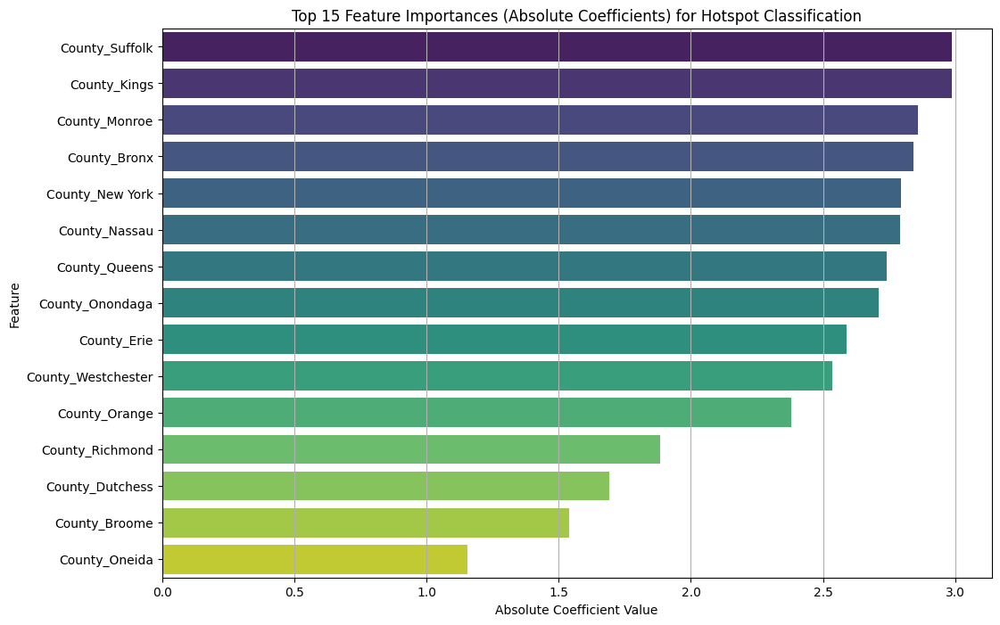 Top 15 Feature Importances (Absolute Coefficients) for Hotspot Classification
Feature
County_Suffolk
County_Kings
County_Monroe
County_Bronx
County_New York
County_Nassau
County_Queens
County_Onondaga
County_Erie
County_Westchester
County_Orange
County_Richmond
County_Dutchess
County_Broome
County_Oneida
0.0 0.5 1.0 1.5 2.0 2.5 3.0
Absolute Coefficient Value